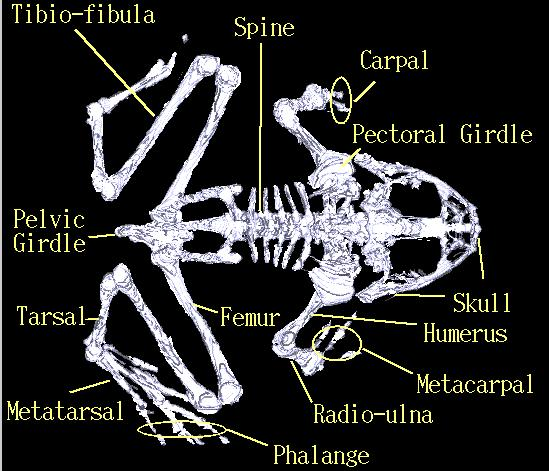 Tibio-fibula
Spine
Carpal
Pectoral Girdle
Pelvic
Girdle
Skull
Tarsal
Femur
Humerus
Metacarpal
Metatarsal
Radio-ulna
Phalange